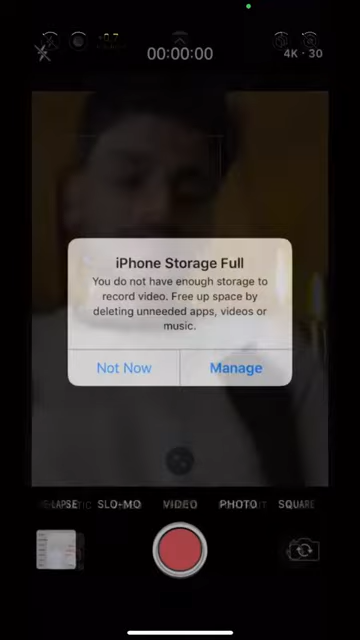 00:00:00
4K · 30
iPhone Storage Full
You do not have enough storage to
record video. Free up space by
deleting unneeded apps, videos or
music.
Not Now
Manage
SLO-MO
VIDEO
PHOTO
SQUARE